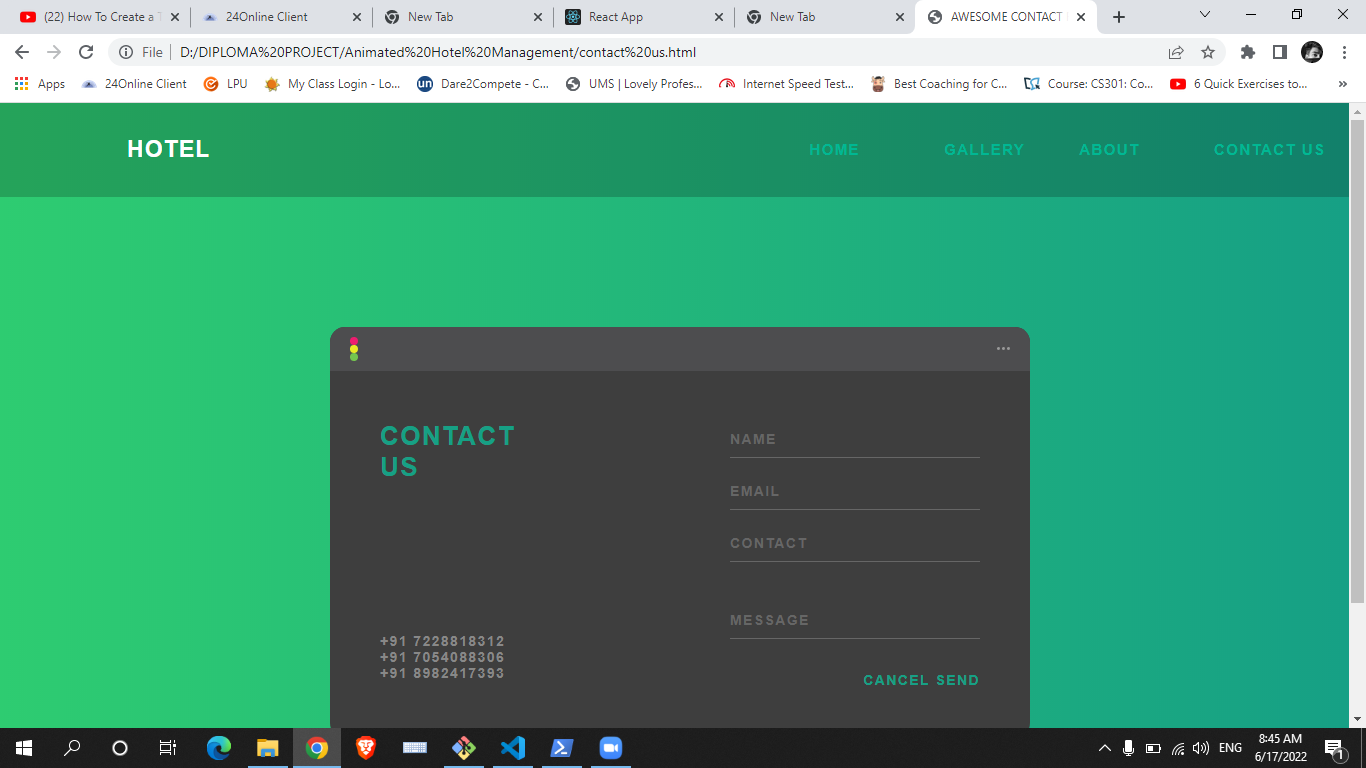 (22) How To Create a T
24Online Client
New Tab
React App
New Tab
AWESOME CONTACT
File
D:/DIPLOMA%20PROJECT/Animated%20Hotel%20Management/contact%20us.html
Apps
24Online Client
LPU
My Class Login - Lo...
un
Dare2Compete - C...
UMS | Lovely Profes...
Internet Speed Test...
Best Coaching for C...
Course: CS301: Co...
6 Quick Exercises to...
»
HOTEL
HOME
GALLERY
ABOUT
CONTACT US
CONTACT
US
NAME
EMAIL
CONTACT
MESSAGE
+91 7228818312
+91 7054088306
+91 8982417393
CANCEL SEND
ENG
8:45 AM
6/17/2022
1